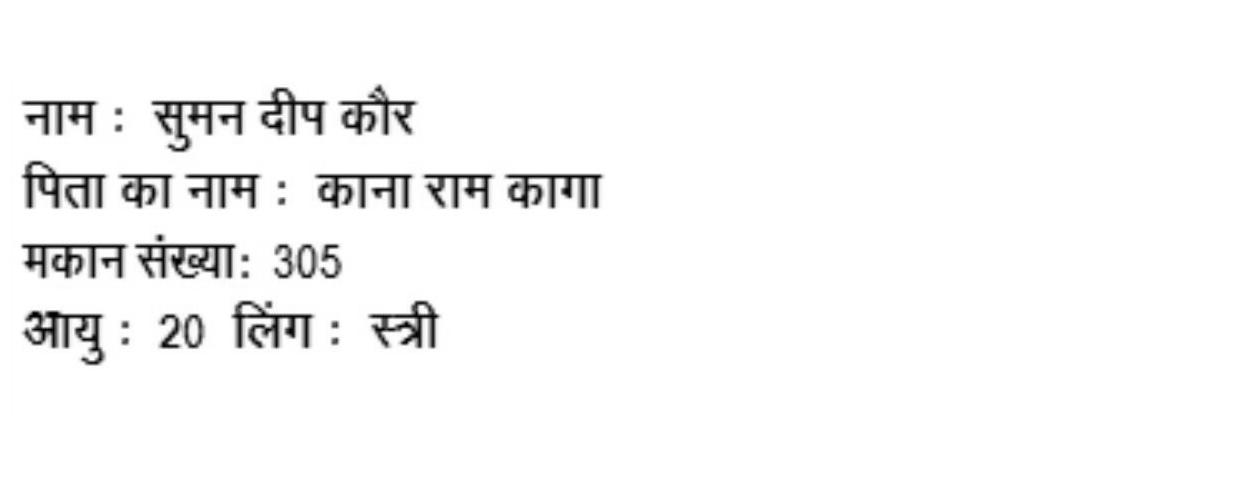 नाम : सुमन दीप कौर
पिता का नाम : काना राम कागा
मकान संख्या: 305
आयु : 20 लिंग : स्त्री